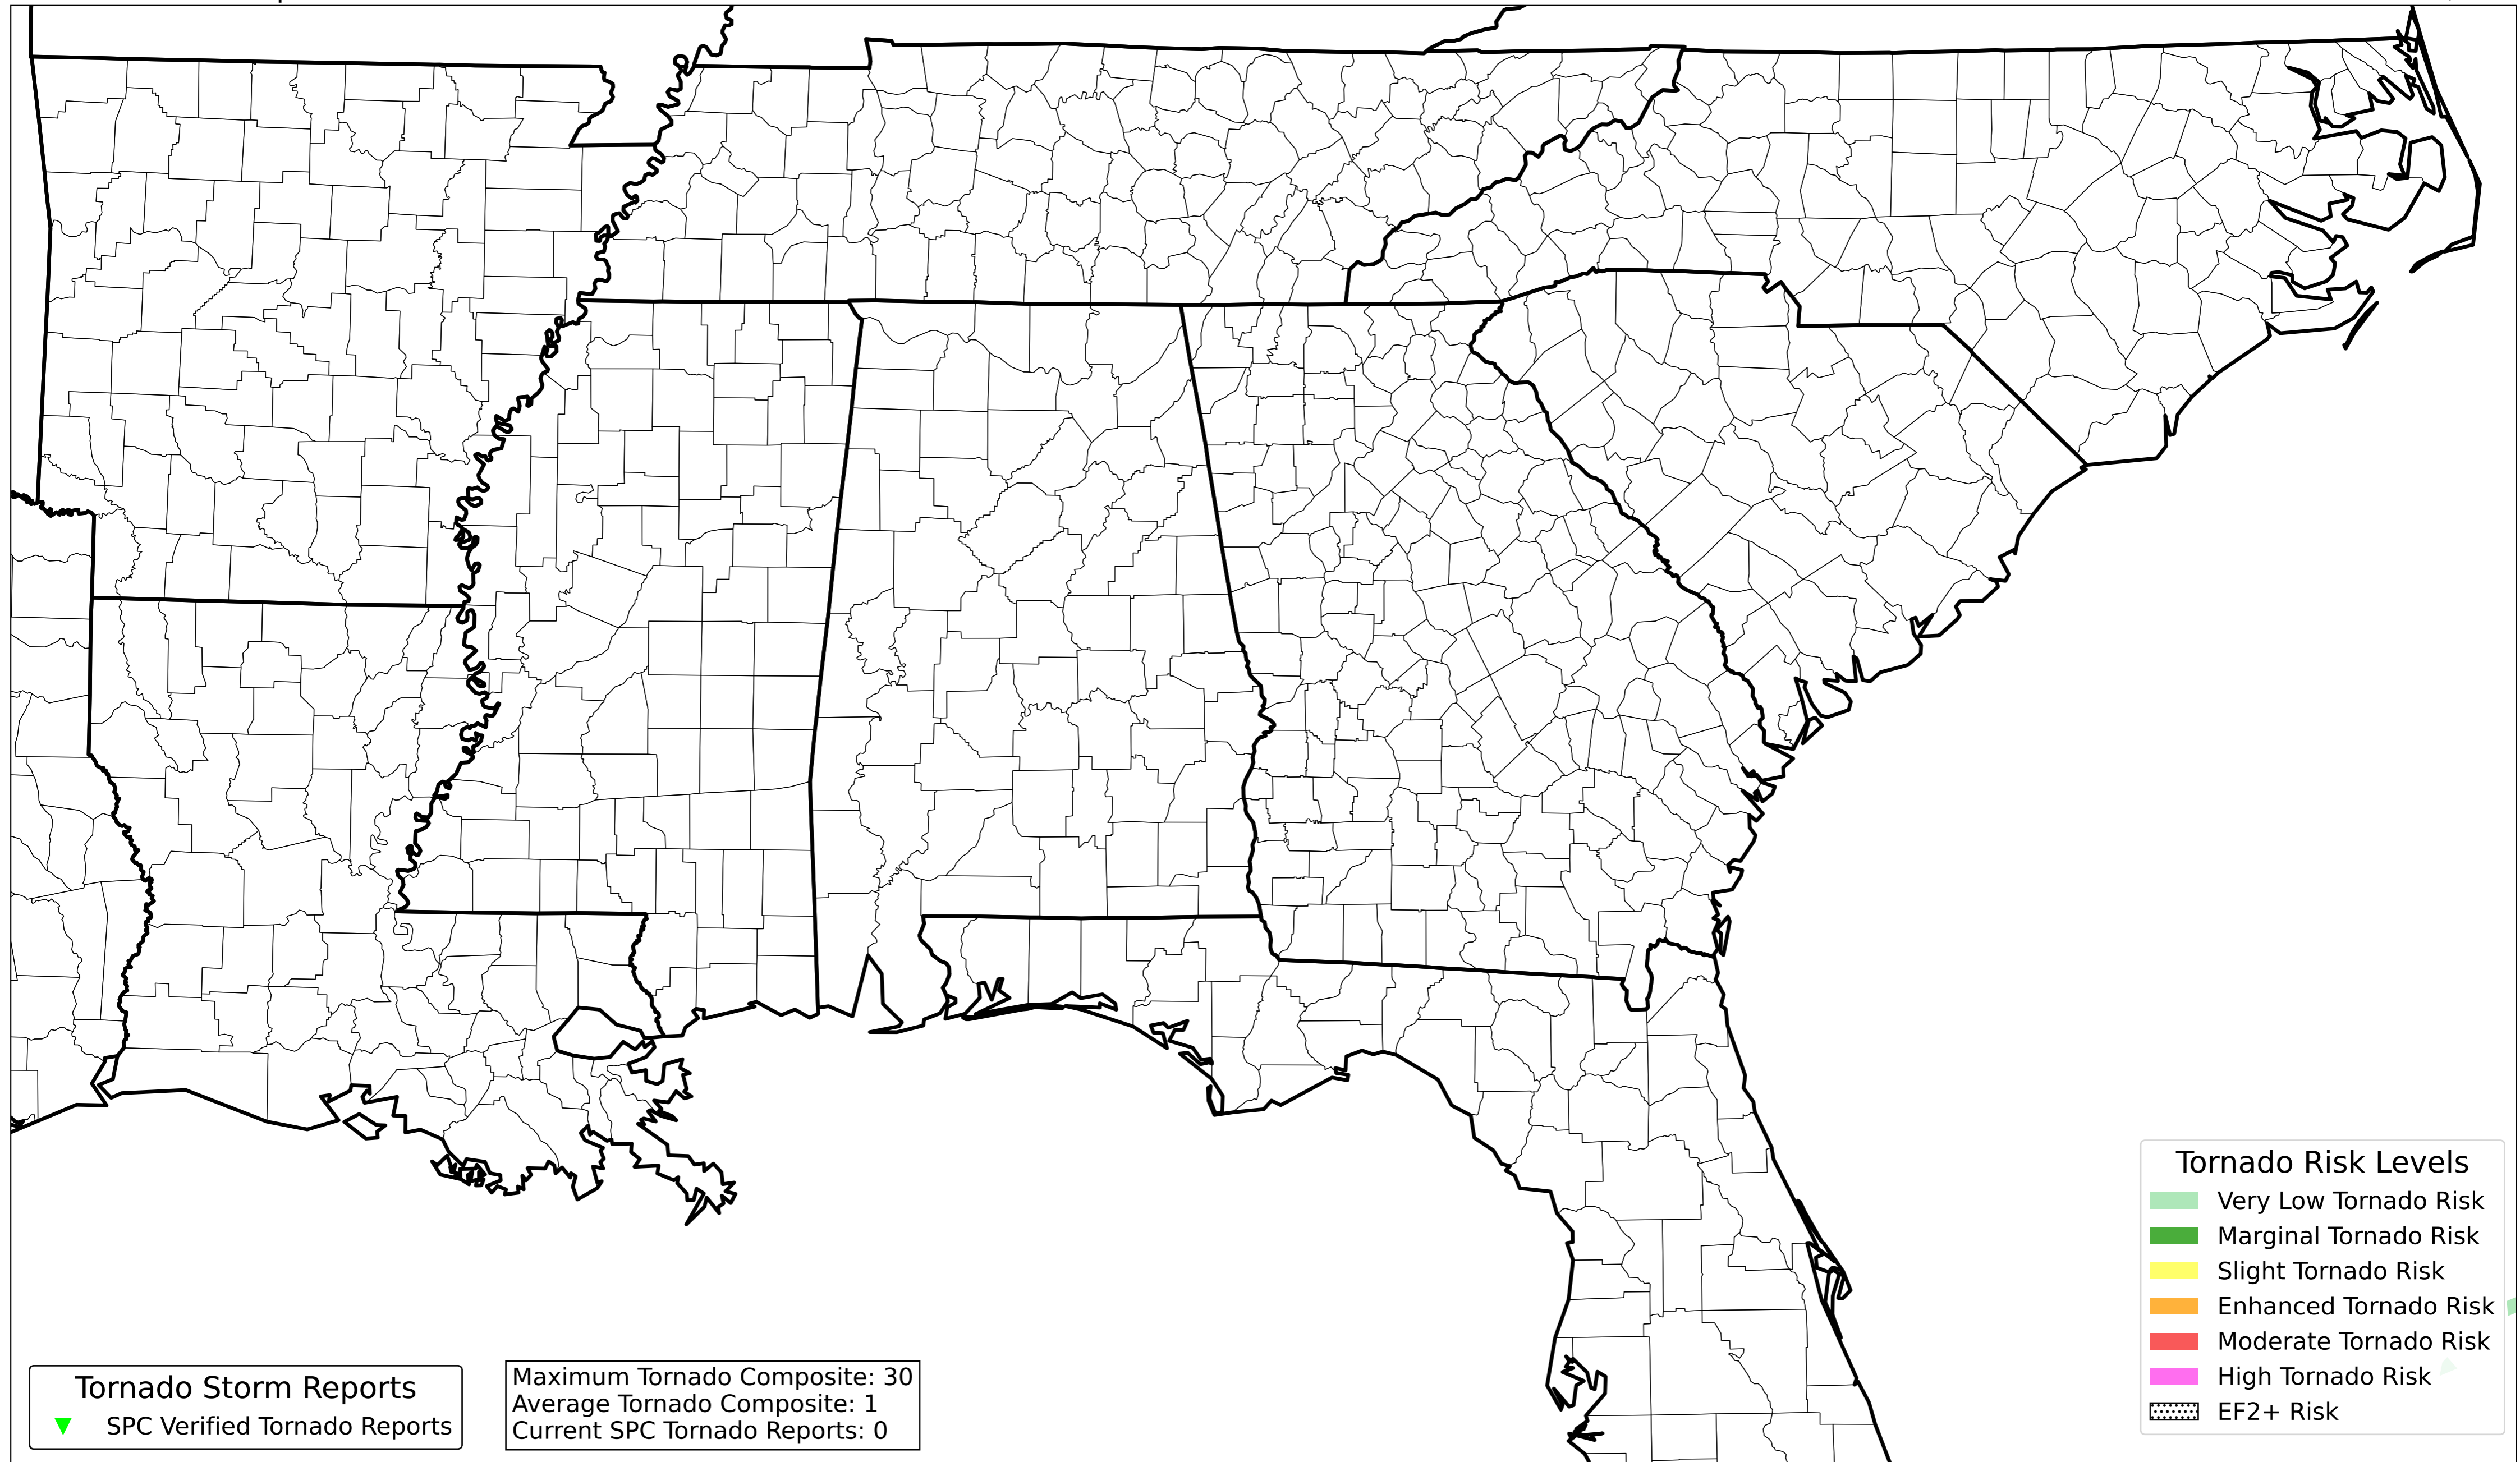 Tornado Risk Levels
Very Low Tornado Risk
Marginal Tornado Risk
Slight Tornado Risk
Enhanced Tornado Risk
Moderate Tornado Risk
High Tornado Risk
EF2+ Risk
Tornado Storm Reports
SPC Verified Tornado Reports
Maximum Tornado Composite: 30
Average Tornado Composite: 1
Current SPC Tornado Reports: 0